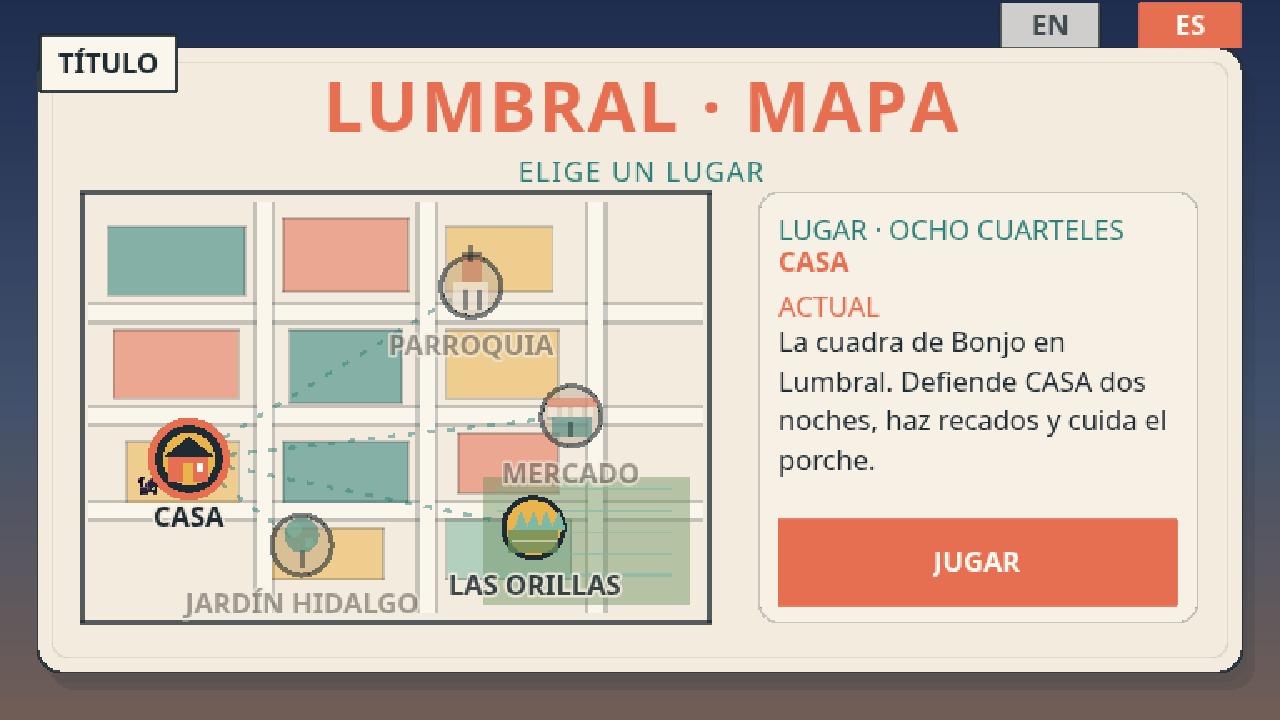 EN
ES
TÍTULO
LUMBRAL · MAPA
ELIGE UN LUGAR
PARROQUIA
MERCADO
CASA
LAS ORILLAS
JARDÍN HIDALGO
LUGAR · OCHO CUARTELES
CASA
ACTUAL
La cuadra de Bonjo en
Lumbral. Defiende CASA dos
noches, haz recados y cuida el
porche.
JUGAR